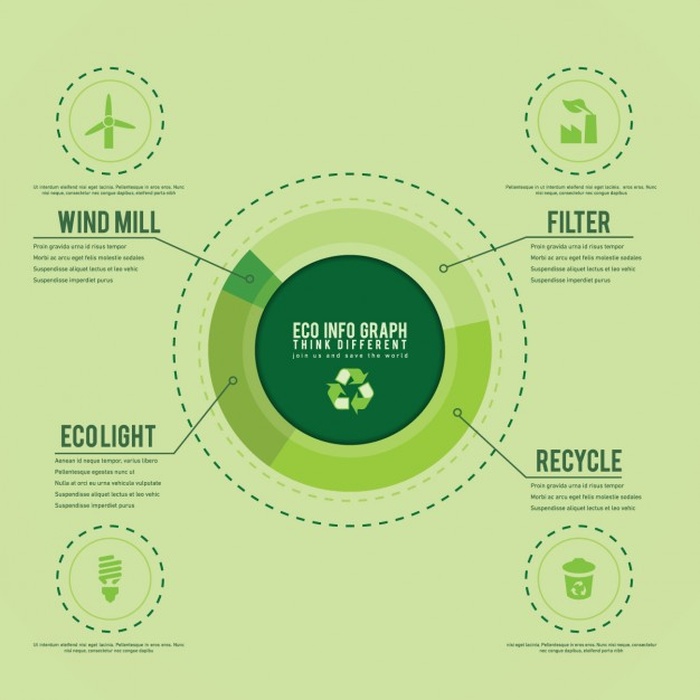 Ut interdum eleifend nisi eget lacinia. Pellentesque in eros eros. Nunc
nisi neque, consectetur nec congue dapibus, eleifend porta nibh
Pellentesque in ut interdum eleifend nisi eget lacinia. eros eros. Nunc
nisi neque, consectetur nec congue dapibus, eleifend porta nibh
WIND MILL
Proin gravida urna id risus tempor
Morbi ac arcu eget felis molestie sodales
Suspendisse aliquet lectus et leo vehic
Suspendisse imperdiet purus
FILTER
Proin gravida urna id risus tempor
Morbi ac arcu eget felis molestie sodales
Suspendisse aliquet lectus et leo vehic
Suspendisse imperdiet purus
ECO INFO GRAPH
THINK DIFFERENT
join us and save the world
ECOLIGHT
Aenean id neque tempor, varius libero
Pellentesque egestas nunc ut
Nulla at orci eu urna vehicula vulputate
Suspendisse aliquet lectus et leo vehic
Suspendisse imperdiet purus
RECYCLE
Proin gravida urna id risus tempor
Morbi ac arcu eget felis molestie sodales
Suspendisse aliquet lectus et leo vehic
Ut interdum eleifend nisi eget lacinia. Pellentesque in eros eros. Nunc
nisi neque, consectetur nec congue dapibu
nisi eget lacinia. Pellentesque in eros eros. nisi neque, consectetur
nec congue dapibus, eleifend porta nibh